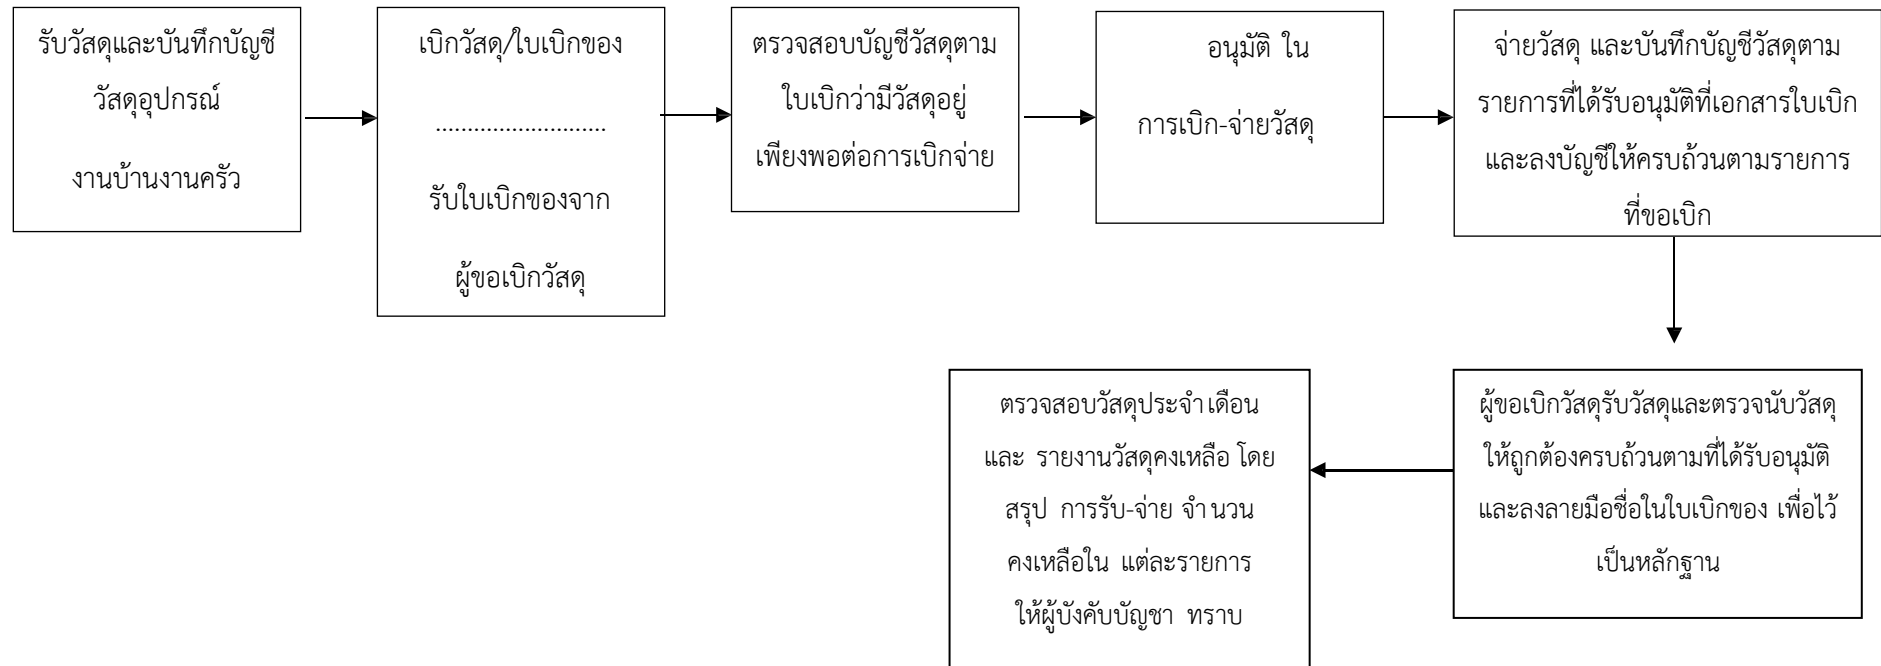 รับวัสดุและบันทึกบัญชี
วัสดุอุปกรณ์
งานบ้านงานครัว
เบิกวัสดุ/ใบเบิกของ
...........................
รับใบเบิกของจาก
ผู้ขอเบิกวัสดุ
ตรวจสอบบัญชีวัสดุตาม
ใบเบิกว่ามีวัสดุอยู่
เพียงพอต่อการเบิกจ่าย
อนุมัติ ใน
การเบิก-จ่ายวัสดุ
จ่ายวัสดุ และบันทึกบัญชีวัสดุตาม
รายการที่ได้รับอนุมัติที่เอกสารใบเบิก
และลงบัญชีให้ครบถ้วนตามรายการ
ที่ขอเบิก
ผู้ขอเบิกวัสดุรับวัสดุและตรวจนับวัสดุ
ให้ถูกต้องครบถ้วนตามที่ได้รับอนุมัติ
และลงลายมือชื่อในใบเบิกของ เพื่อไว้
เป็นหลักฐาน
ตรวจสอบวัสดุประจำเดือน
และ รายงานวัสดุคงเหลือ โดย
สรุป การรับ-จ่าย จำนวน
คงเหลือใน แต่ละรายการ
ให้ผู้บังคับบัญชา ทราบ